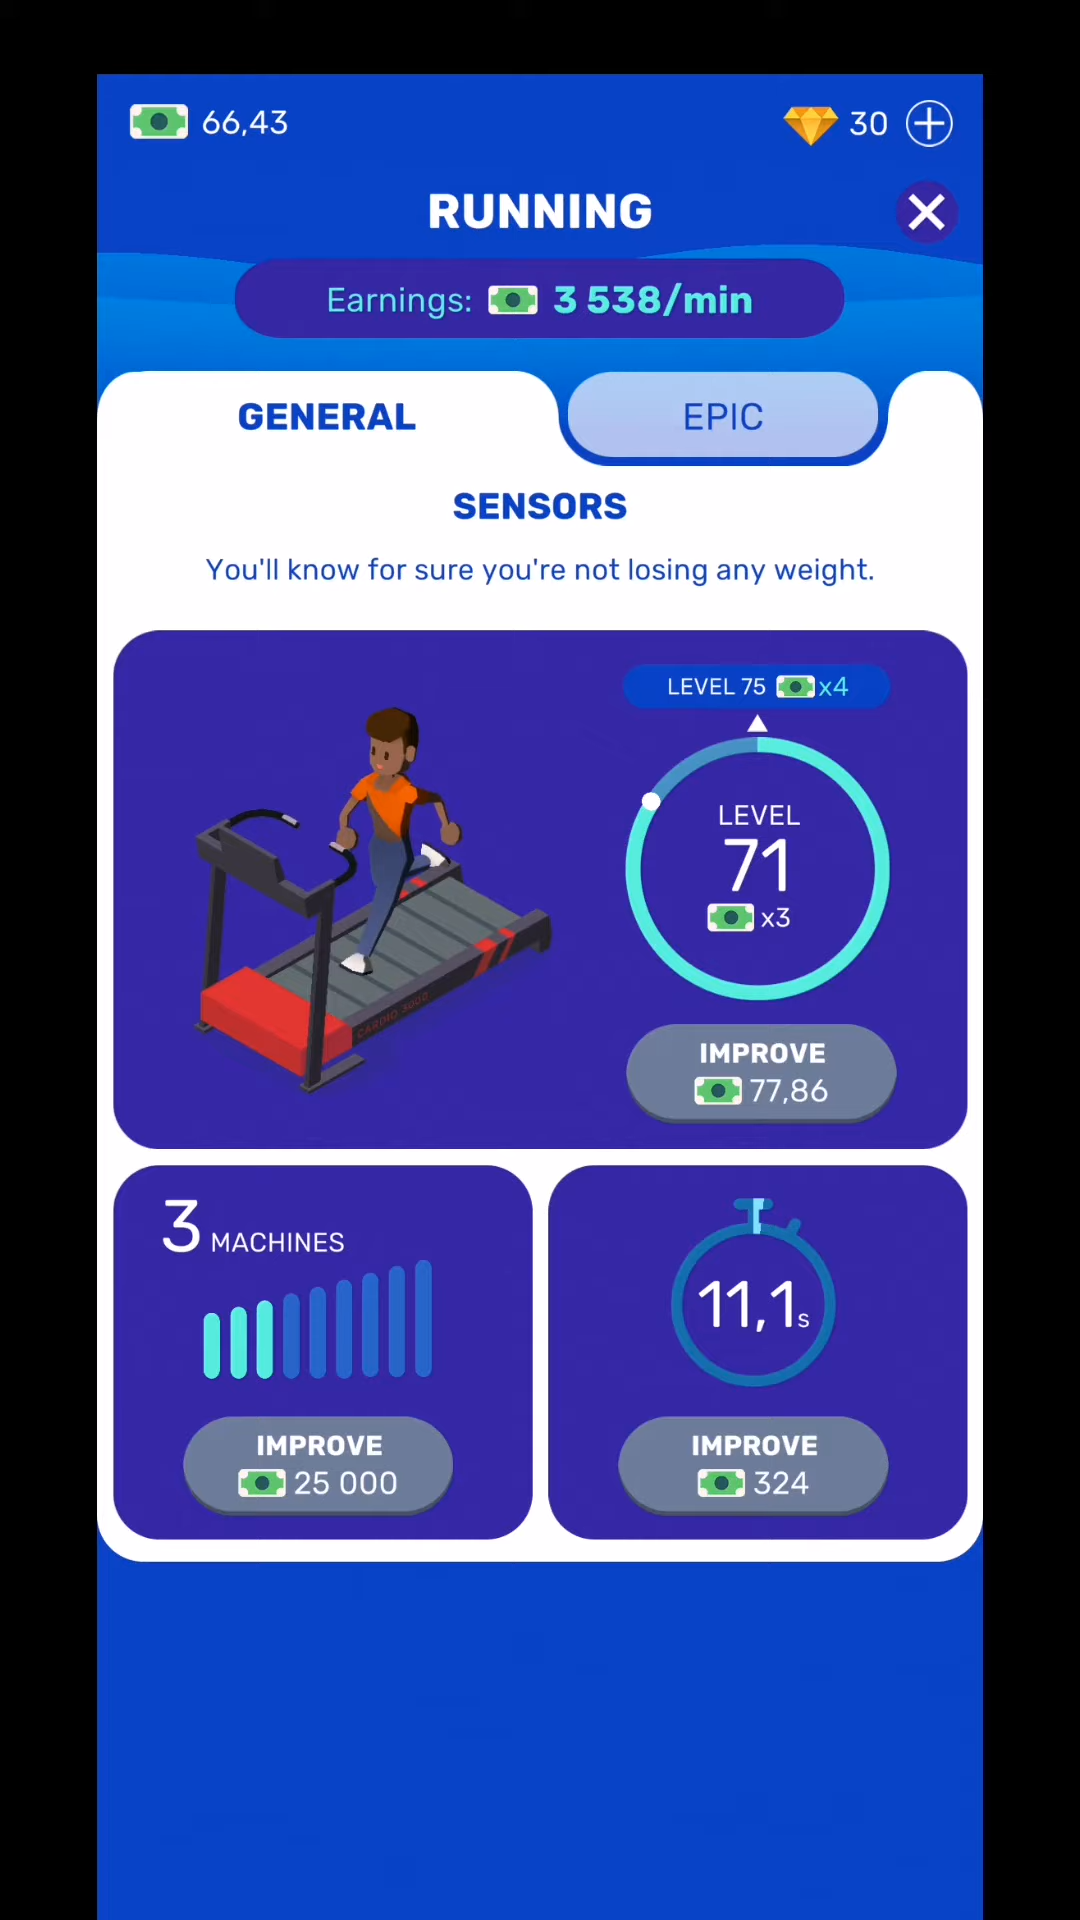 66,43
30
RUNNING
Earnings: 3 538/min
GENERAL
EPIC
SENSORS
You'll know for sure you're not losing any weight.
LEVEL 75 x4
LEVEL
71
x3
CARDIO 3000
IMPROVE
77,86
3 MACHINES
IMPROVE
25 000
11,1s
IMPROVE
324